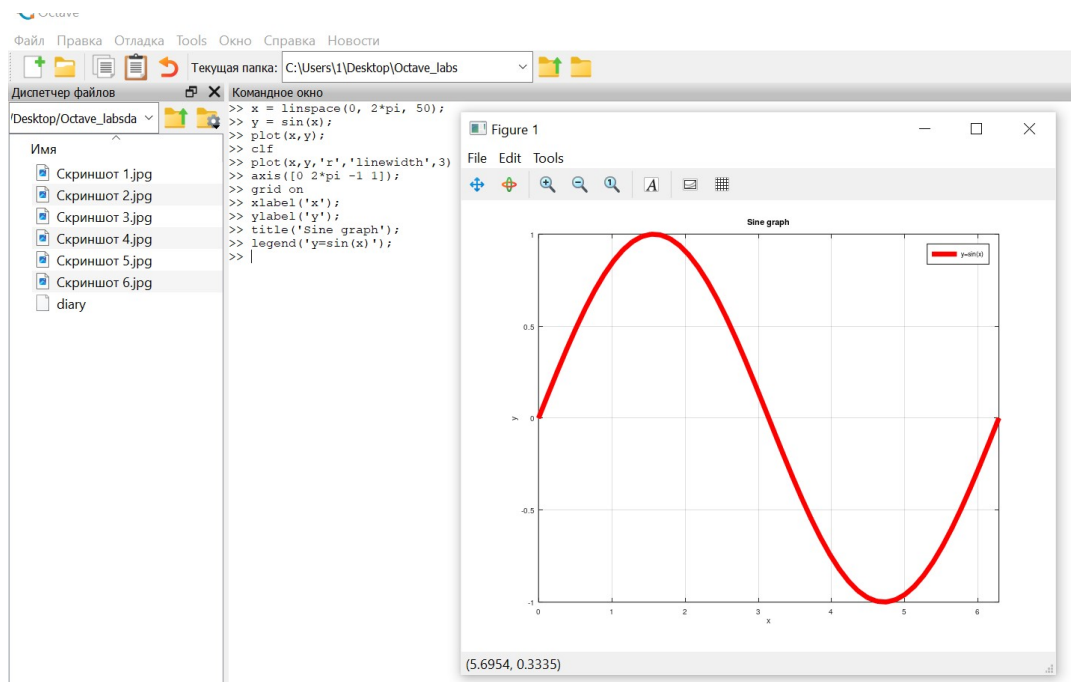 Octave
Файл Правка Отладка Tools Окно Справка Новости
Текущая папка: C:\Users\1\Desktop\Octave_labs
Диспетчер файлов
/Desktop/Octave_labsda
Имя
Скриншот 1.jpg
Скриншот 2.jpg
Скриншот 3.jpg
Скриншот 4.jpg
Скриншот 5.jpg
Скриншот 6.jpg
diary
Командное окно
>> x = linspace(0, 2*pi, 50);
>> y = sin(x);
>> plot(x,y);
>> clf
>> plot(x,y,'r','linewidth',3)
>> axis([0 2*pi -1 1]);
>> grid on
>> xlabel('x');
>> ylabel('y');
>> title('Sine graph');
>> legend('y=sin(x)');
>>
Figure 1
File Edit Tools
A
Sine graph
y=sin(x)
1
0.5
0
-0.5
-1
y
0 1 2 3 4 5 6
x
(5.6954, 0.3335)